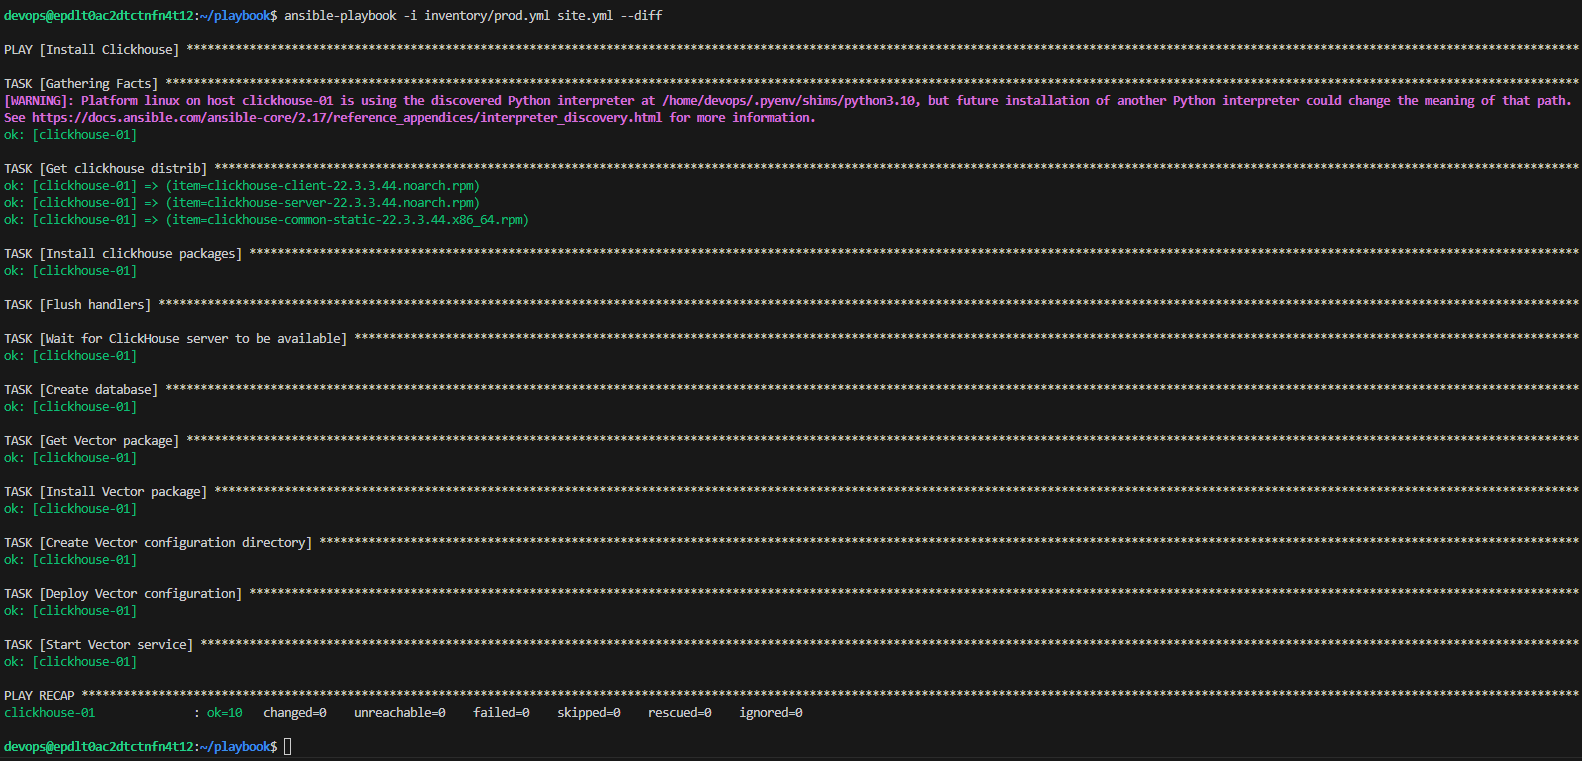 devops@epdlt0ac2dtctnfn4t12:~/playbook$ ansible-playbook -i inventory/prod.yml site.yml --diff
PLAY [Install Clickhouse] ****************************************************************************************************
TASK [Gathering Facts] ****************************************************************************************************
[WARNING]: Platform linux on host clickhouse-01 is using the discovered Python interpreter at /home/devops/.pyenv/shims/python3.10, but future installation of another Python interpreter could change the meaning of that path.
See https://docs.ansible.com/ansible-core/2.17/reference_appendices/interpreter_discovery.html for more information.
ok: [clickhouse-01]
TASK [Get clickhouse distrib] ****************************************************************************************************
ok: [clickhouse-01] => (item=clickhouse-client-22.3.3.44.noarch.rpm)
ok: [clickhouse-01] => (item=clickhouse-server-22.3.3.44.noarch.rpm)
ok: [clickhouse-01] => (item=clickhouse-common-static-22.3.3.44.x86_64.rpm)
TASK [Install clickhouse packages] ****************************************************************************************************
ok: [clickhouse-01]
TASK [Flush handlers] ****************************************************************************************************
TASK [Wait for ClickHouse server to be available] ****************************************************************************************************
ok: [clickhouse-01]
TASK [Create database] ****************************************************************************************************
ok: [clickhouse-01]
TASK [Get Vector package] ****************************************************************************************************
ok: [clickhouse-01]
TASK [Install Vector package] ****************************************************************************************************
ok: [clickhouse-01]
TASK [Create Vector configuration directory] ****************************************************************************************************
ok: [clickhouse-01]
TASK [Deploy Vector configuration] ****************************************************************************************************
ok: [clickhouse-01]
TASK [Start Vector service] ****************************************************************************************************
ok: [clickhouse-01]
PLAY RECAP ****************************************************************************************************
clickhouse-01              : ok=10   changed=0    unreachable=0    failed=0    skipped=0    rescued=0    ignored=0
devops@epdlt0ac2dtctnfn4t12:~/playbook$